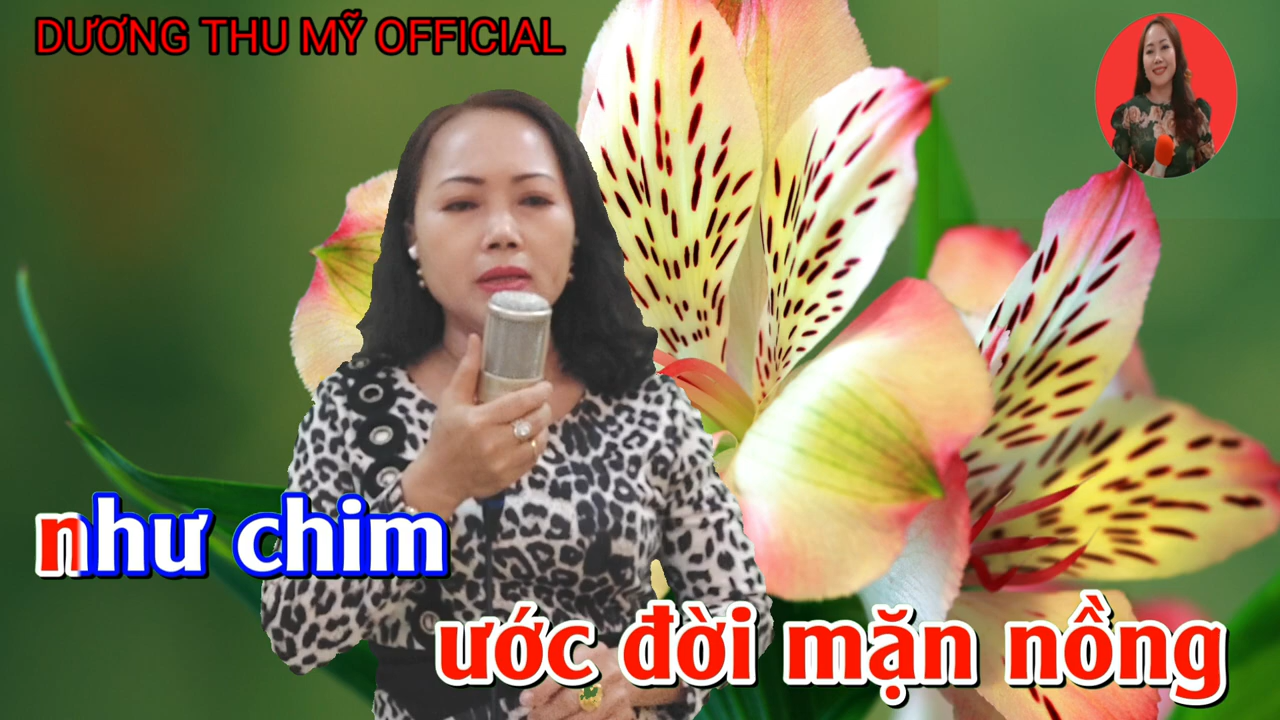 DƯƠNG THU MỸ OFFICIAL
như chim
ước đời mặn nồng